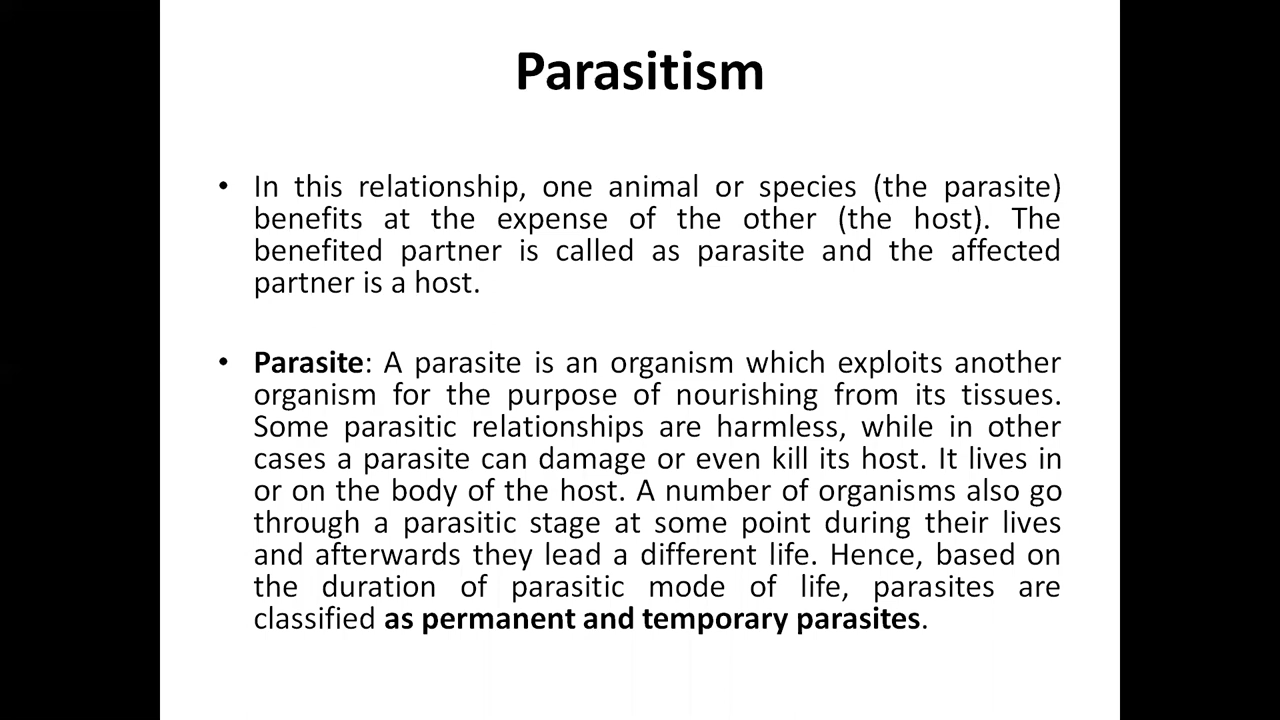 Parasitism
• In this relationship, one animal or species (the parasite)
benefits at the expense of the other (the host). The
benefited partner is called as parasite and the affected
partner is a host.
• Parasite: A parasite is an organism which exploits another
organism for the purpose of nourishing from its tissues.
Some parasitic relationships are harmless, while in other
cases a parasite can damage or even kill its host. It lives in
or on the body of the host. A number of organisms also go
through a parasitic stage at some point during their lives
and afterwards they lead a different life. Hence, based on
the duration of parasitic mode of life, parasites are
classified as permanent and temporary parasites.